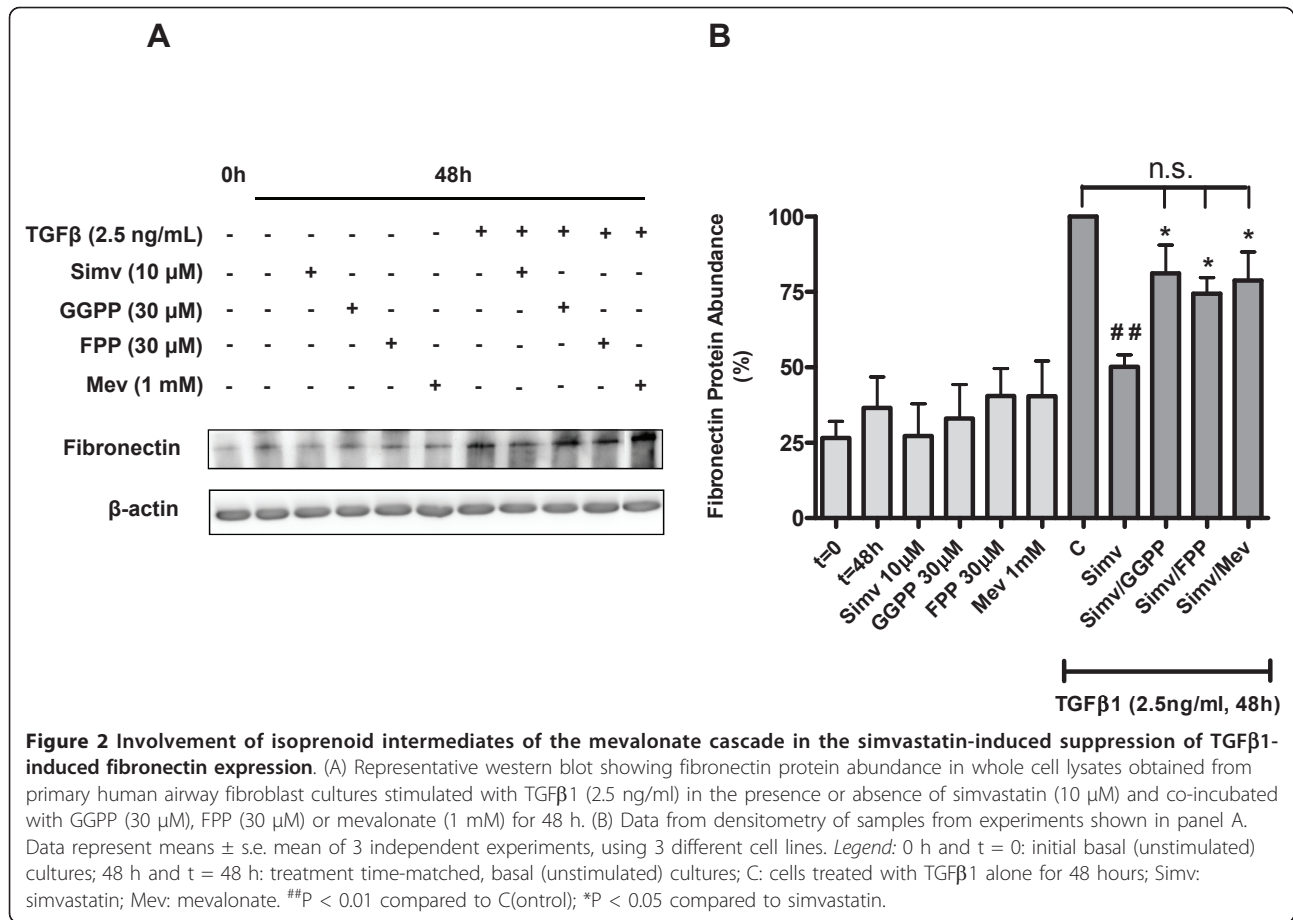 A
B
0h 48h
TGFβ (2.5 ng/mL) - - - - - - + + + + +
Simv (10 µM) - - + - - - - + - - -
GGPP (30 µM) - - - + - - - - + - -
FPP (30 µM) - - - - + - - - - + -
Mev (1 mM) - - - - - + - - - - +
Fibronectin
β-actin
Fibronectin Protein Abundance
(%)
100
75
50
25
0
n.s.
##
*
*
*
t=0
t=48h
Simv 10µM
GGPP 30µM
FPP 30µM
Mev 1mM
C
Simv
Simv/GGPP
Simv/FPP
Simv/Mev
TGFβ1 (2.5ng/ml, 48h)
Figure 2 Involvement of isoprenoid intermediates of the mevalonate cascade in the simvastatin-induced suppression of TGFβ1-
induced fibronectin expression. (A) Representative western blot showing fibronectin protein abundance in whole cell lysates obtained from
primary human airway fibroblast cultures stimulated with TGFβ1 (2.5 ng/ml) in the presence or absence of simvastatin (10 µM) and co-incubated
with GGPP (30 µM), FPP (30 µM) or mevalonate (1 mM) for 48 h. (B) Data from densitometry of samples from experiments shown in panel A.
Data represent means ± s.e. mean of 3 independent experiments, using 3 different cell lines. Legend: 0 h and t = 0: initial basal (unstimulated)
cultures; 48 h and t = 48 h: treatment time-matched, basal (unstimulated) cultures; C: cells treated with TGFβ1 alone for 48 hours; Simv:
simvastatin; Mev: mevalonate. ##P < 0.01 compared to C(ontrol); *P < 0.05 compared to simvastatin.